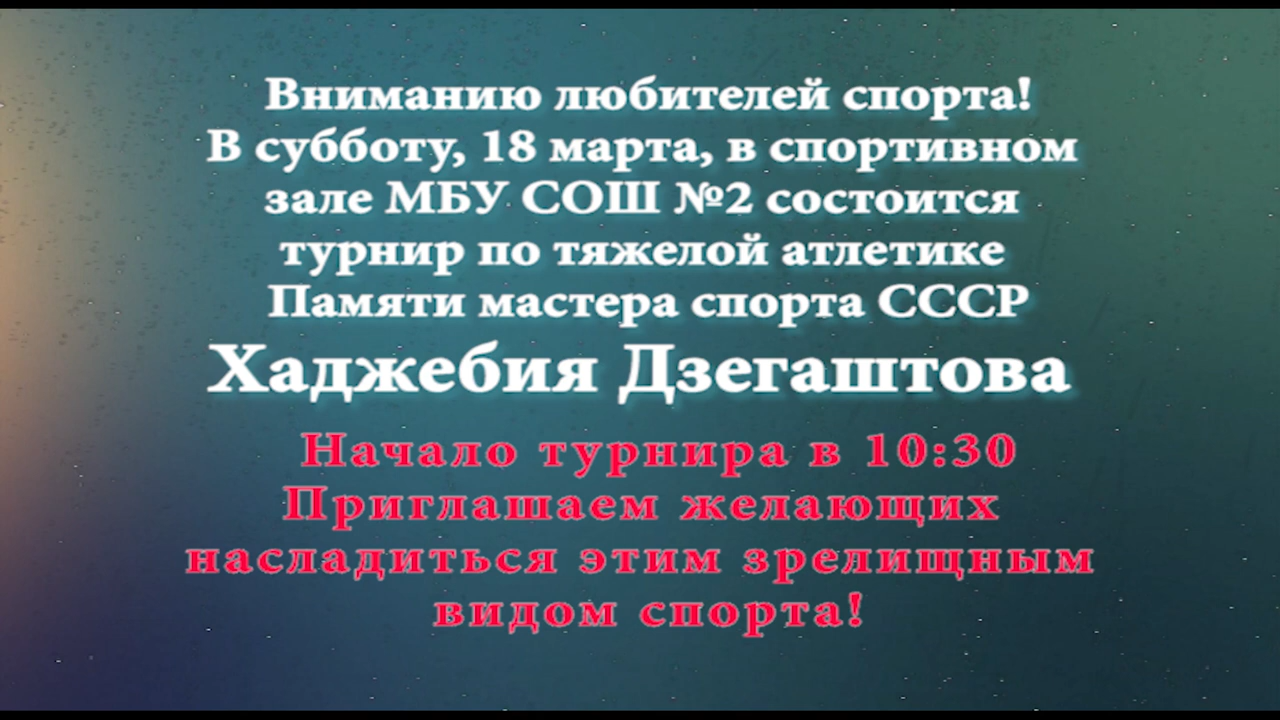 Вниманию любителей спорта!
В субботу, 18 марта, в спортивном
зале МБУ СОШ №2 состоится
турнир по тяжелой атлетике
Памяти мастера спорта СССР
Хаджебия Дзегаштова
Начало турнира в 10:30
Приглашаем желающих
насладиться этим зрелищным
видом спорта!